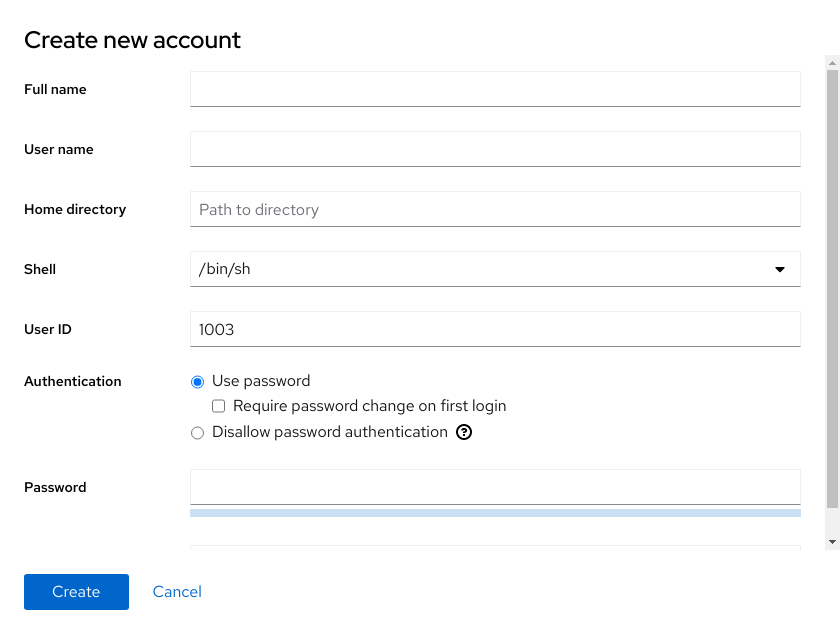 Create new account
Full name
User name
Home directory Path to directory
Shell /bin/sh
User ID 1003
Authentication Use password
Require password change on first login
Disallow password authentication
Password
Create Cancel